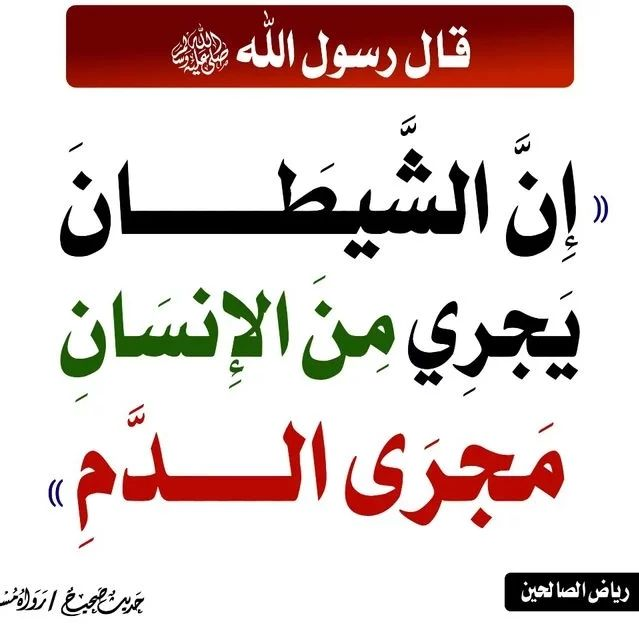 قال رسول الله ﷺ
« إِنَّ الشَّيطَانَ
يَجرِي مِنَ الإِنسَانِ
مَجرَى الدَّمِ »
رياض الصالحين
حديث صحيح / رواه